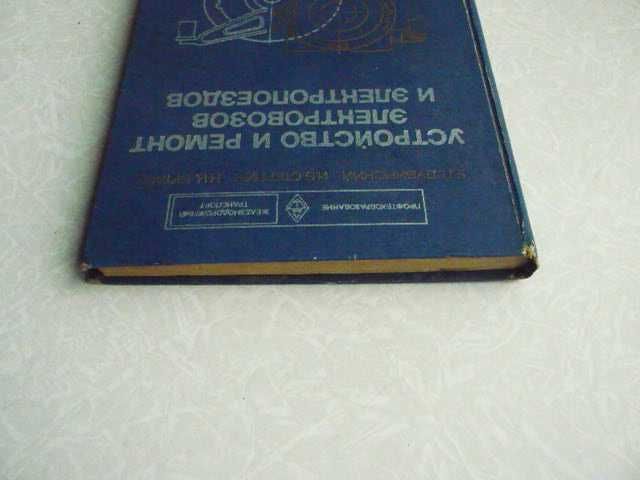 ПРОФТЕХОБРАЗОВАНИЕ
ЖЕЛЕЗНОДОРОЖНЫЙ
ТРАНСПОРТ
УСТРОЙСТВО И РЕМОНТ
ЭЛЕКТРОВОЗОВ
И ЭЛЕКТРОПОЕЗДОВ